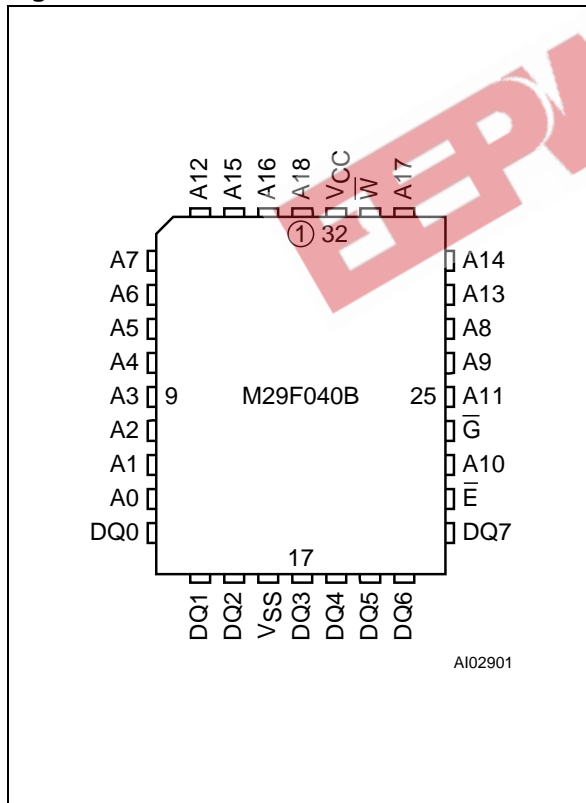 A12 A15 A16 A18 VCC W A17
1 32
A7 A14
A6 A13
A5 A8
A4 A9
A3 9 M29F040B 25 A11
A2 G
A1 A10
A0 E
DQ0 DQ7
17
DQ1 DQ2 VSS DQ3 DQ4 DQ5 DQ6
AI02901